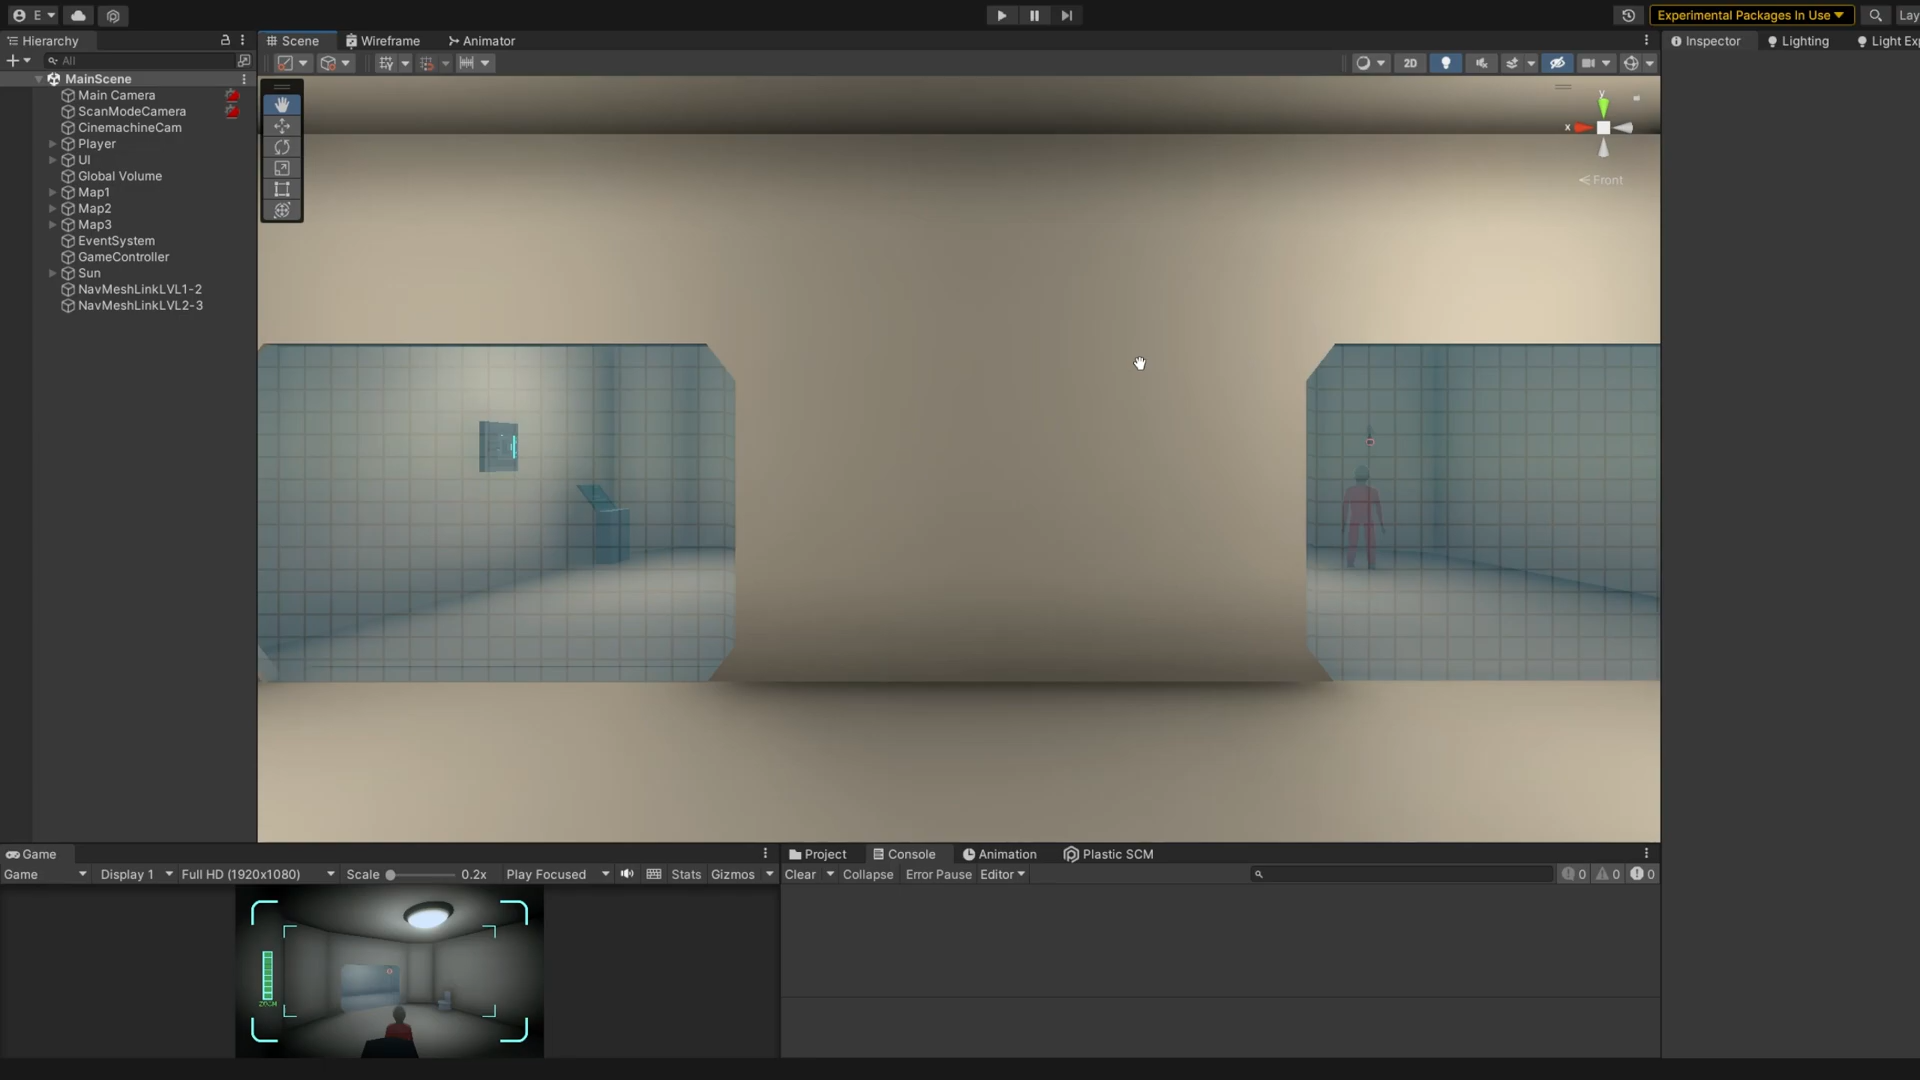 E
Experimental Packages In Use
Lay
Hierarchy
Scene
Wireframe
Animator
Inspector
Lighting
Light Exp
All
2D
MainScene
Main Camera
ScanModeCamera
CinemachineCam
Player
UI
Global Volume
Map1
Map2
Map3
EventSystem
GameController
Sun
NavMeshLinkLVL1-2
NavMeshLinkLVL2-3
y
x
Front
Game
Project
Console
Animation
Plastic SCM
Game
Display 1
Full HD (1920x1080)
Scale
0.2x
Play Focused
Stats
Gizmos
Clear
Collapse
Error Pause
Editor
0
0
0
ZOOM